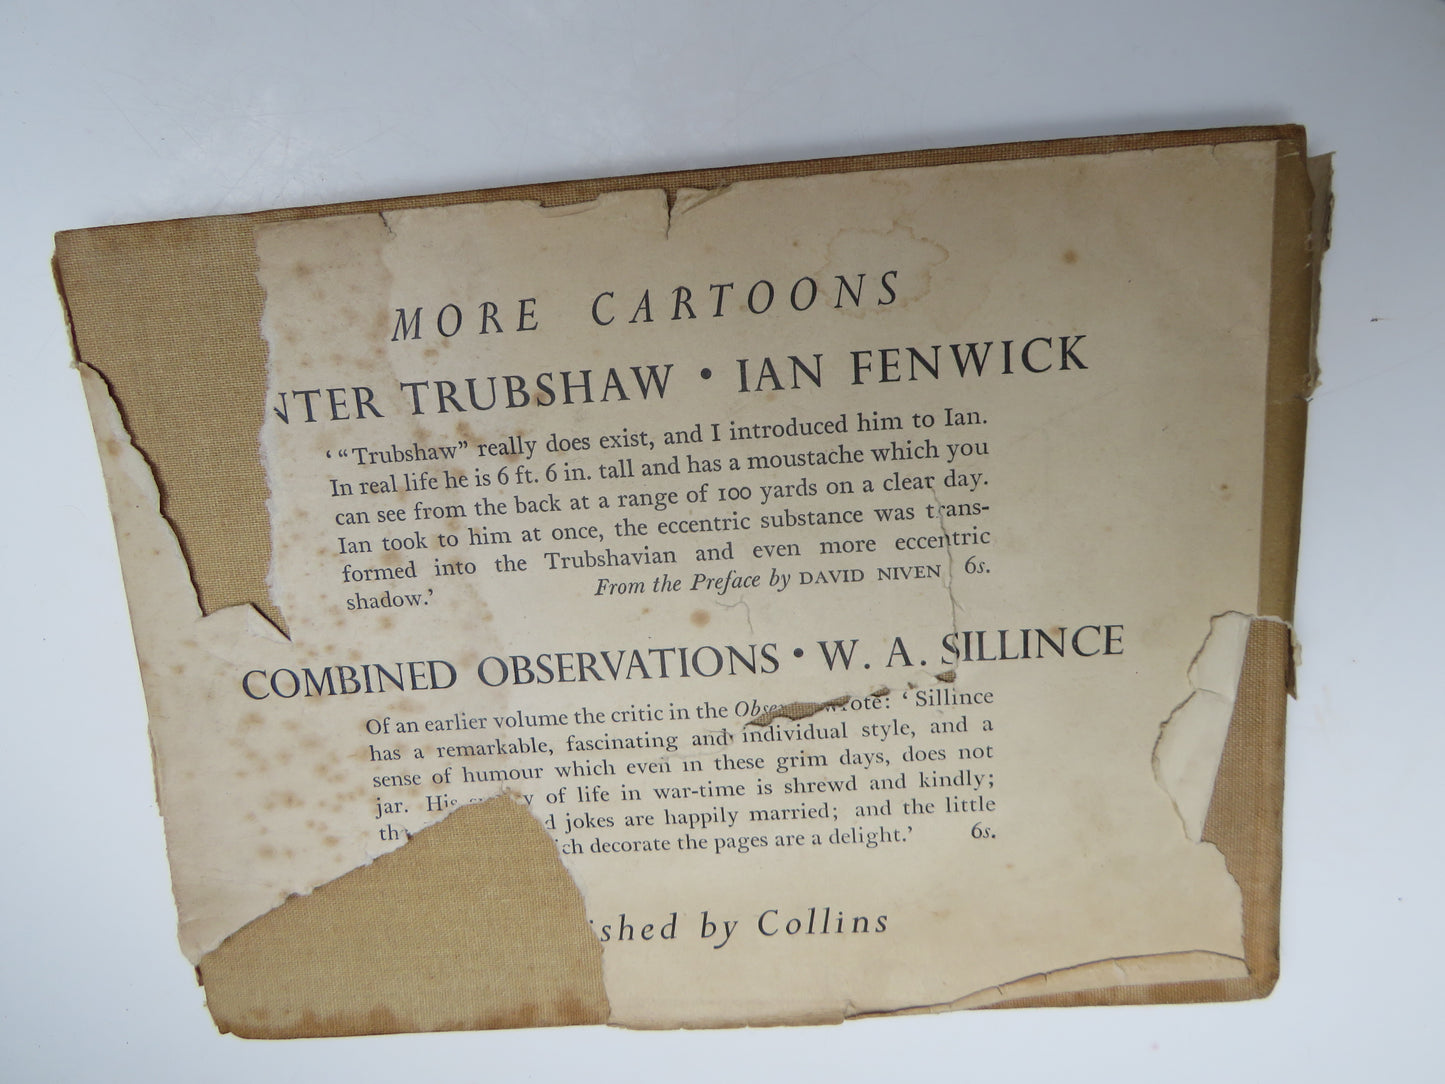 MORE CARTOONS
NTER TRUBSHAW • IAN FENWICK
‘ “Trubshaw” really does exist, and I introduced him to Ian.
In real life he is 6 ft. 6 in. tall and has a moustache which you
can see from the back at a range of 100 yards on a clear day.
Ian took to him at once, the eccentric substance was trans-
formed into the Trubshavian and even more eccentric
shadow.’ From the Preface by DAVID NIVEN 6s.
COMBINED OBSERVATIONS • W. A. SILLINCE
Of an earlier volume the critic in the wrote: ‘ Sillince
has a remarkable, fascinating and individual style, and a
sense of humour which even in these grim days, does not
jar. His of life in war-time is shrewd and kindly;
jokes are happily married; and the little
decorate the pages are a delight.’ 6s.
ished by Collins